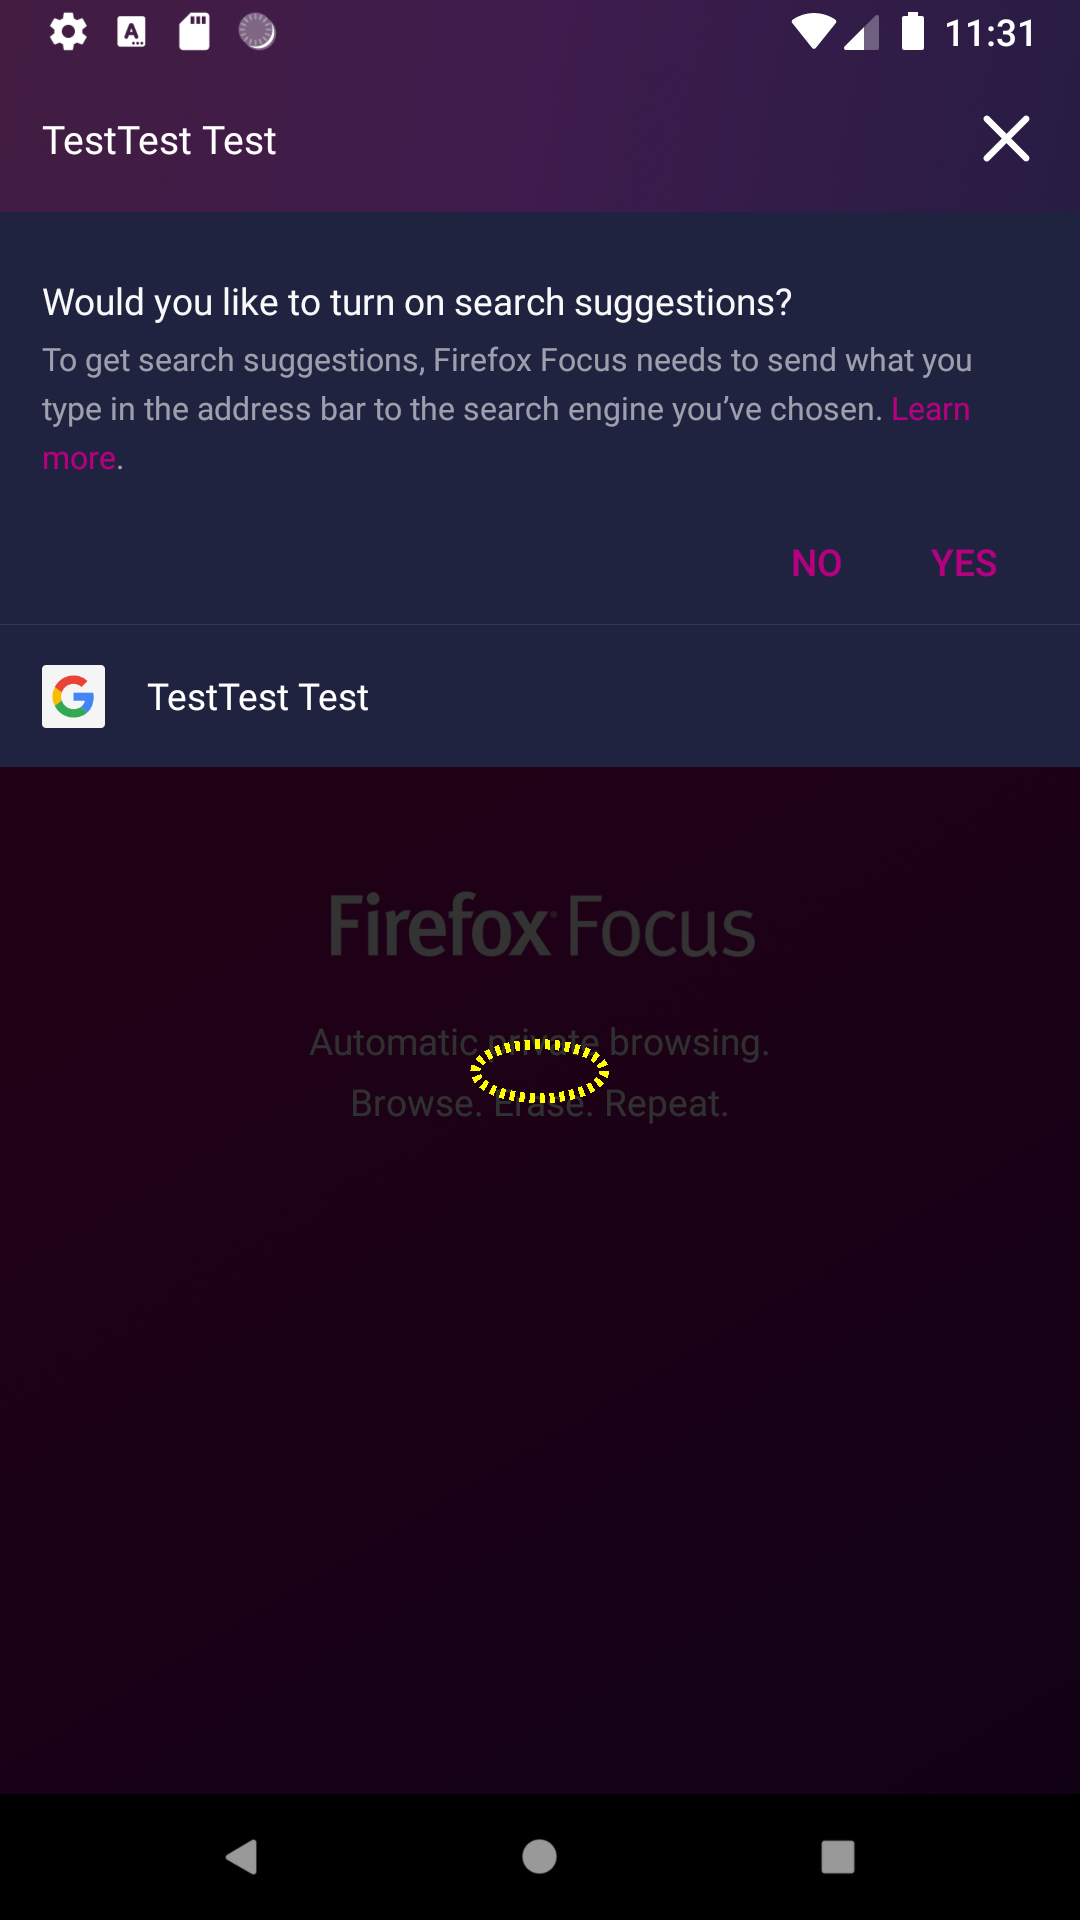 11:31
TestTest Test
Would you like to turn on search suggestions?
To get search suggestions, Firefox Focus needs to send what you
type in the address bar to the search engine you’ve chosen. Learn
more.
NO YES
TestTest Test
Firefox Focus
Automatic private browsing.
Browse. Erase. Repeat.